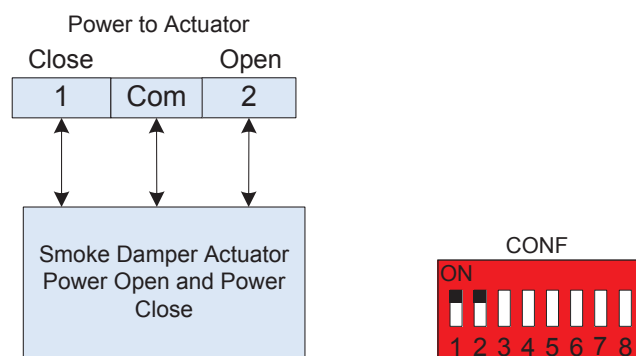 Power to Actuator
Close Open
1 Com 2
Smoke Damper Actuator
Power Open and Power
Close
CONF
ON
1 2 3 4 5 6 7 8